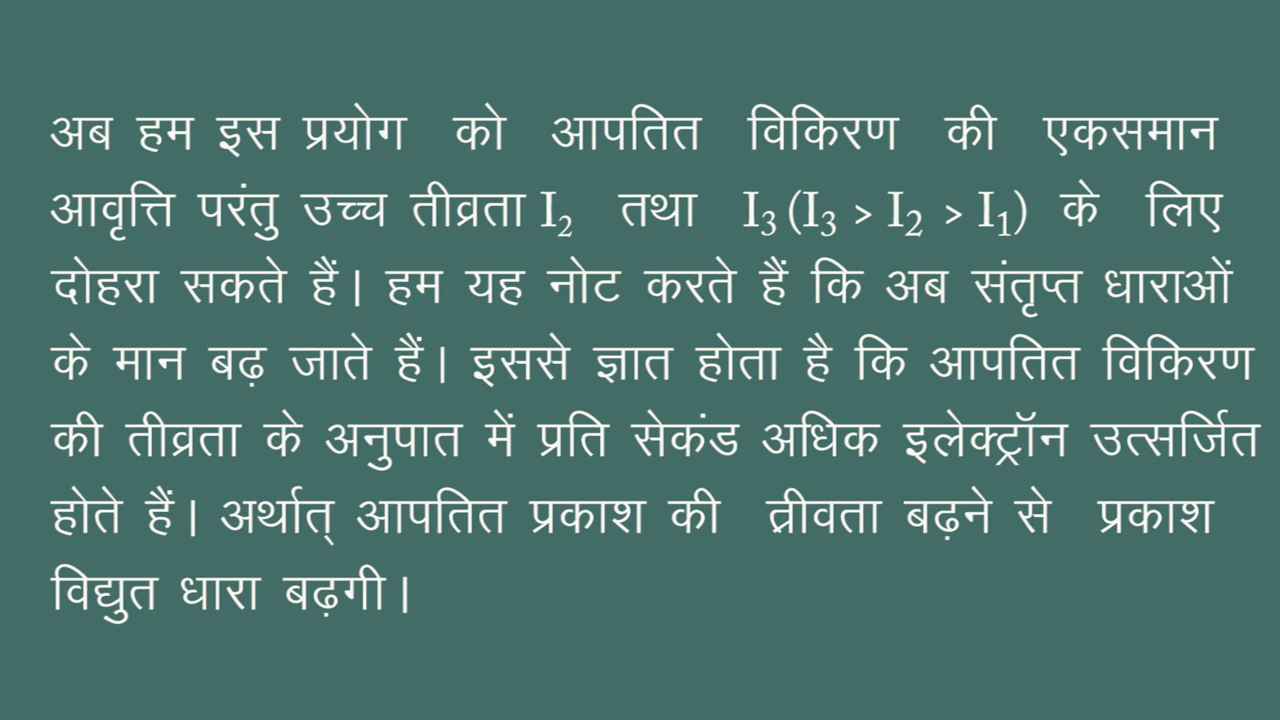 अब हम इस प्रयोग को आपतित विकिरण की एकसमान
आवृत्ति परंतु उच्च तीव्रता I₂ तथा I₃ (I₃ > I₂ > I₁) के लिए
दोहरा सकते हैं। हम यह नोट करते हैं कि अब संतृप्त धाराओं
के मान बढ़ जाते हैं। इससे ज्ञात होता है कि आपतित विकिरण
की तीव्रता के अनुपात में प्रति सेकंड अधिक इलेक्ट्रॉन उत्सर्जित
होते हैं। अर्थात् आपतित प्रकाश की त्रीवता बढ़ने से प्रकाश
विद्युत धारा बढ़गी।